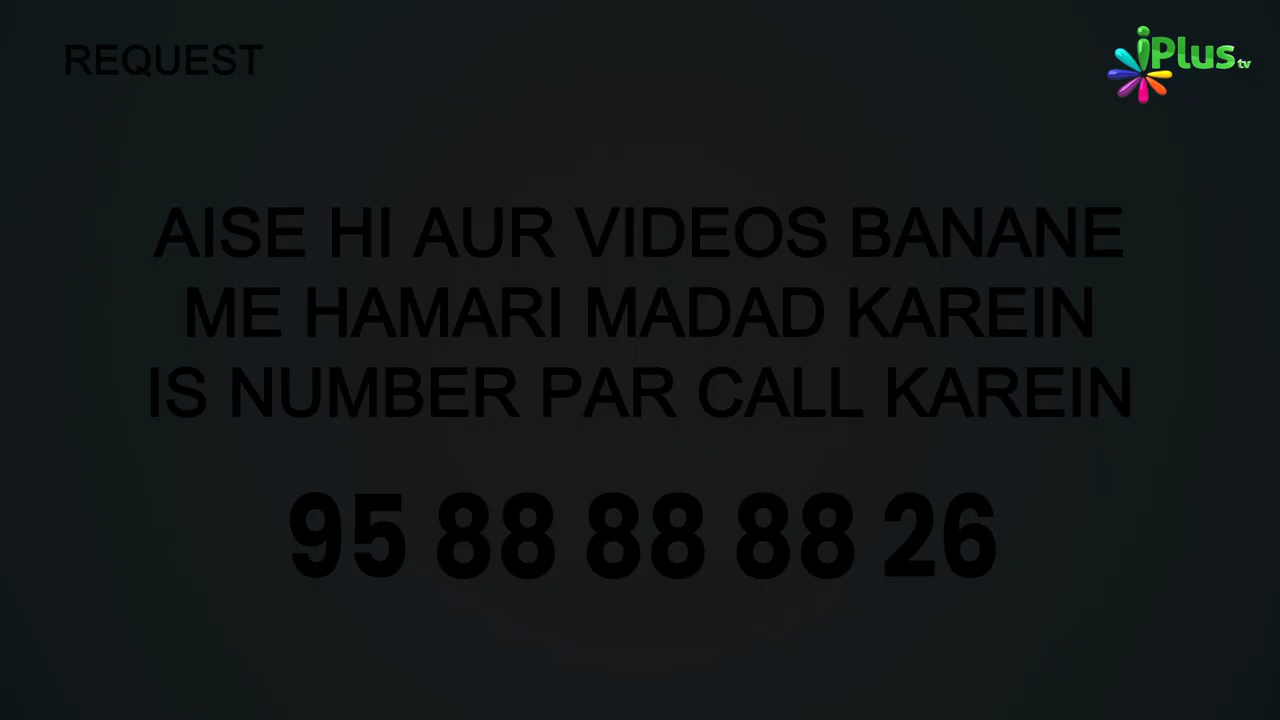 REQUEST
iPlus tv
AISE HI AUR VIDEOS BANANE
ME HAMARI MADAD KAREIN
IS NUMBER PAR CALL KAREIN
95 88 88 88 26